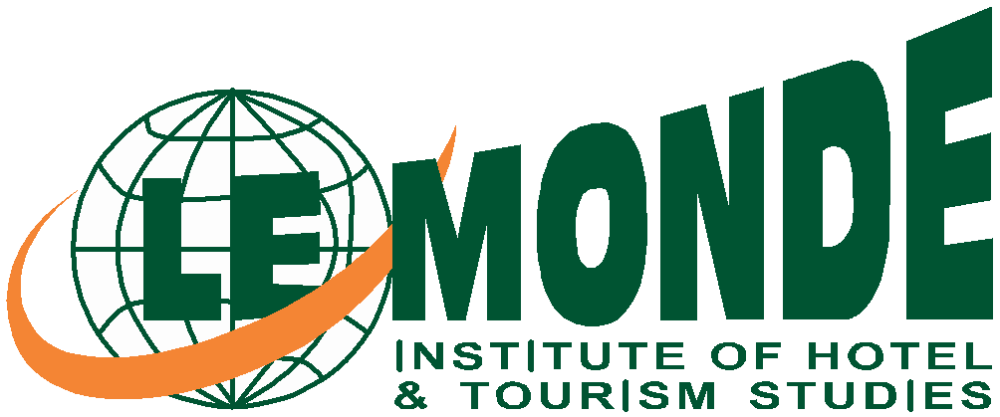 LE MONDE
INSTITUTE OF HOTEL
& TOURISM STUDIES